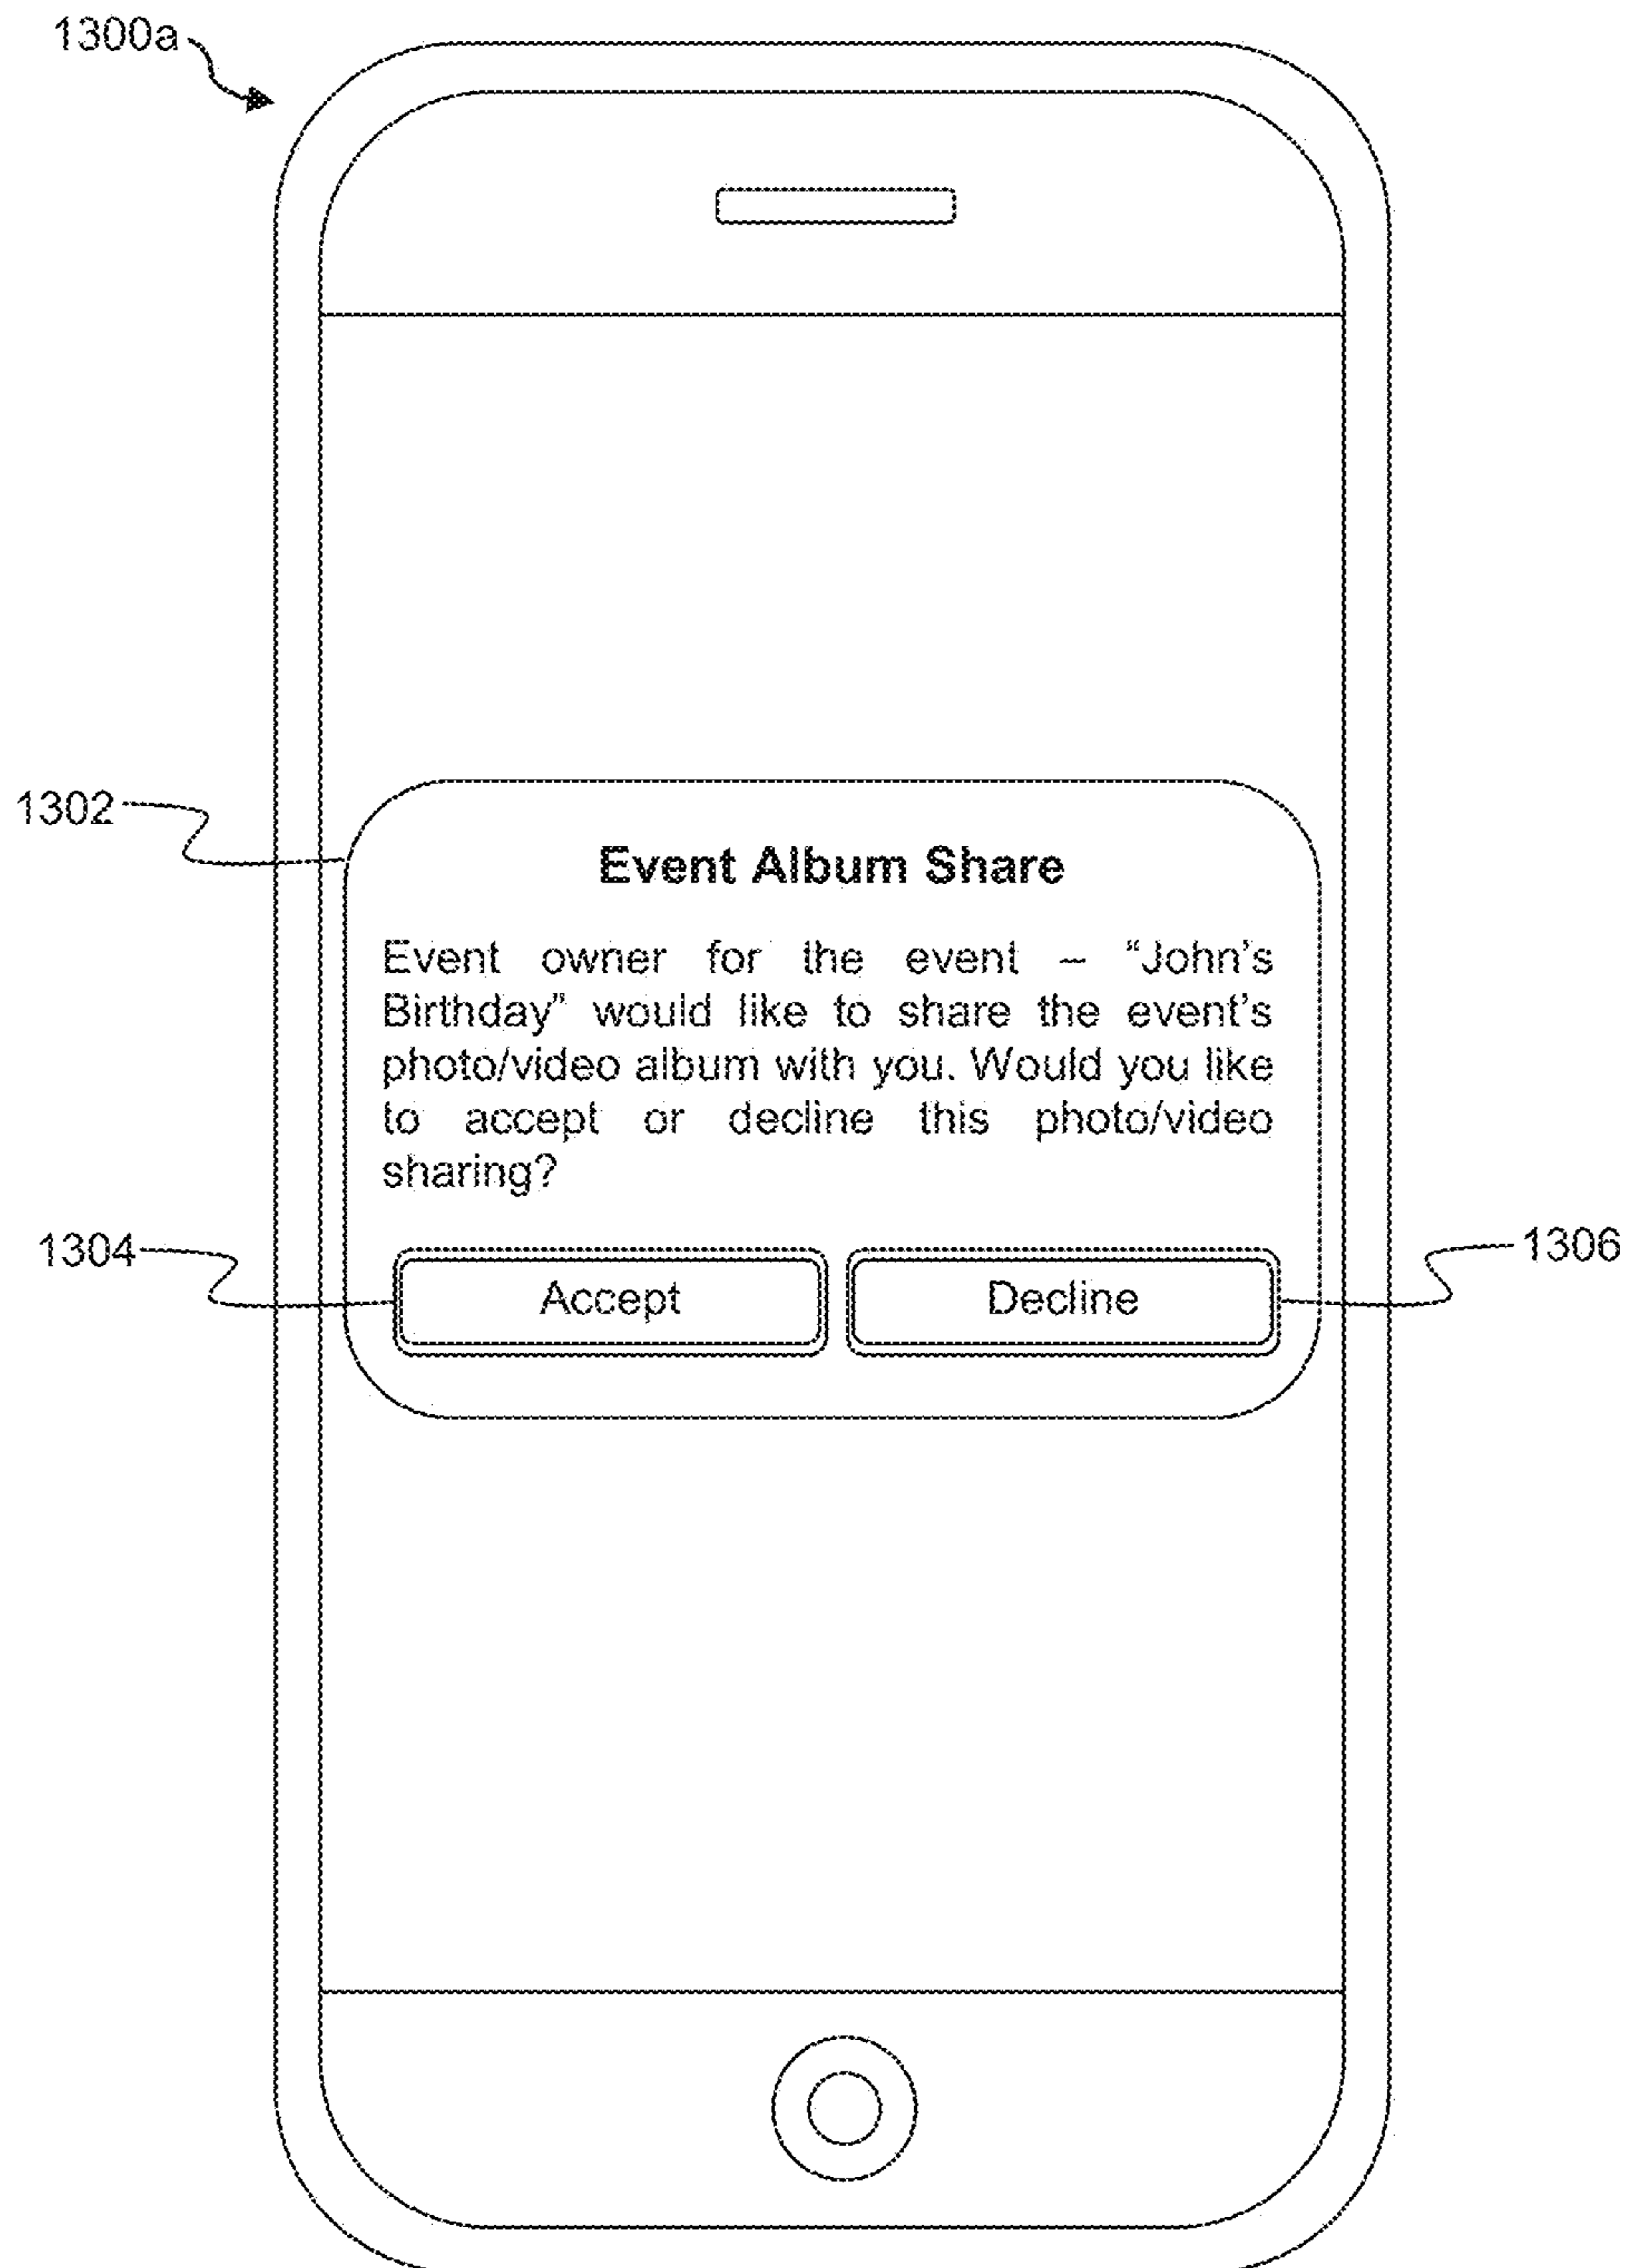 1300a
1302
Event Album Share
Event owner for the event – “John’s
Birthday” would like to share the event’s
photo/video album with you. Would you like
to accept or decline this photo/video
sharing?
1304
Accept
Decline
1306